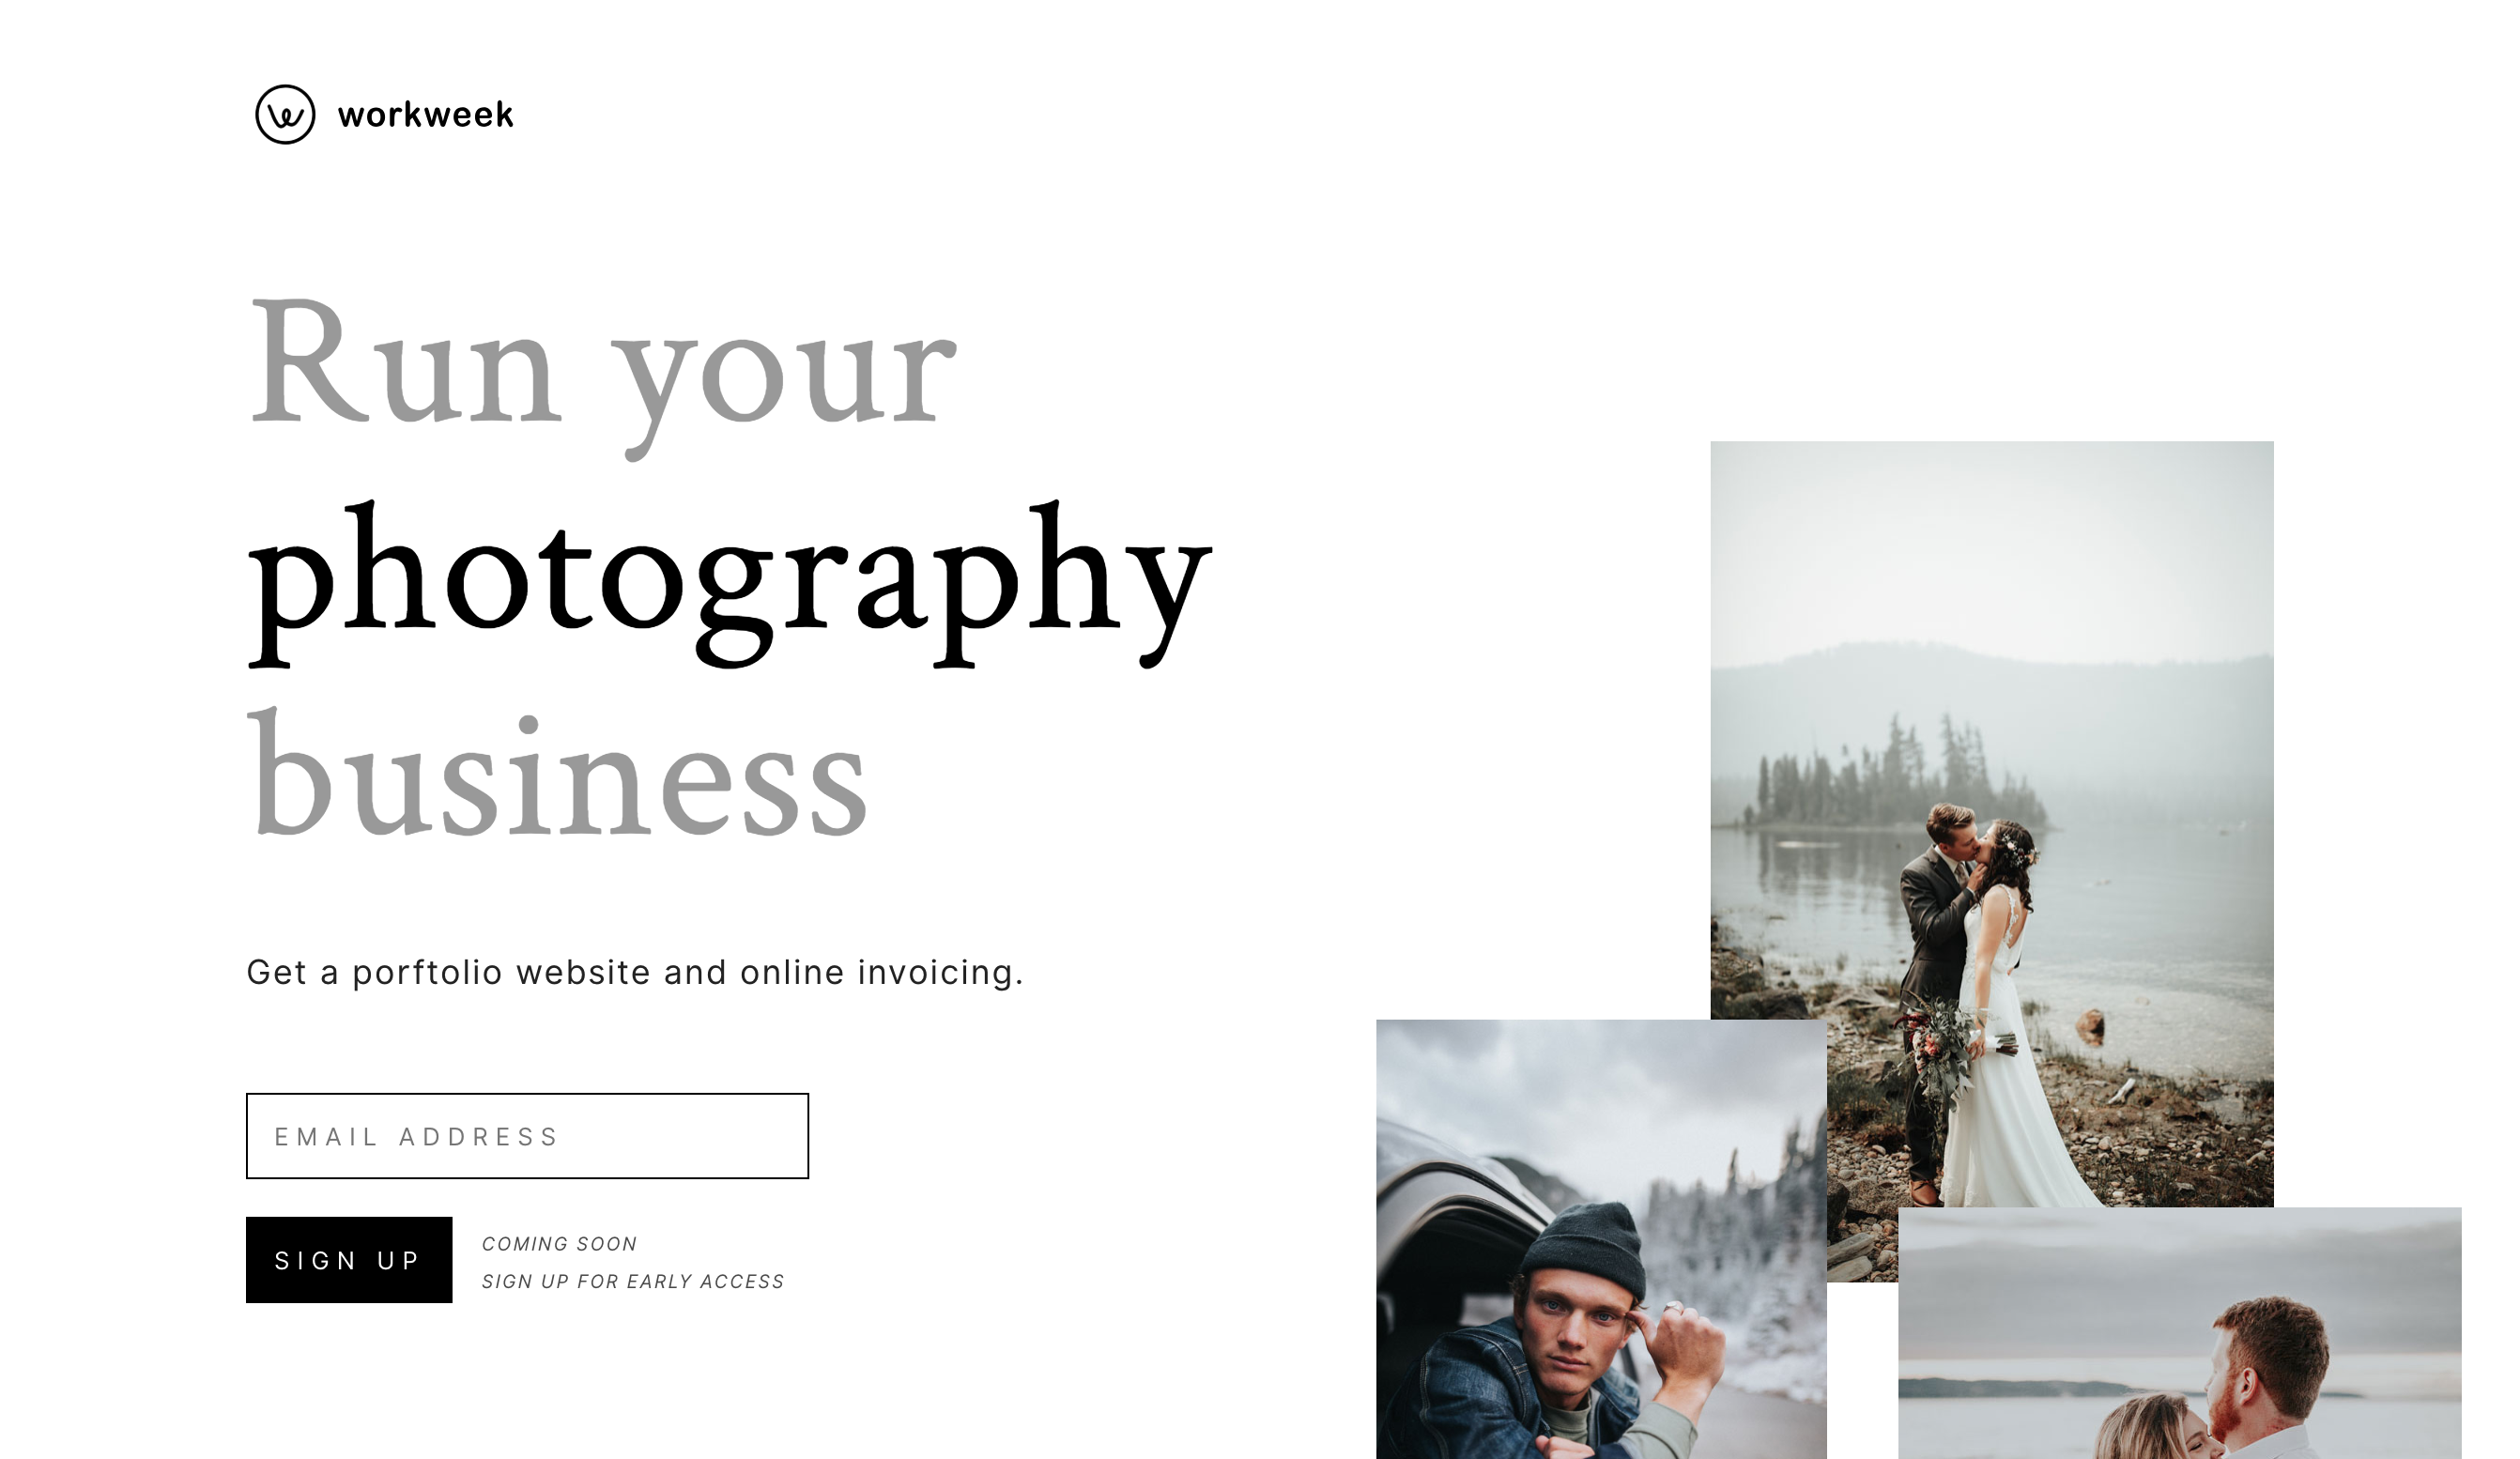 workweek
Run your
photography
business
Get a porftolio website and online invoicing.
EMAIL ADDRESS
SIGN UP
COMING SOON
SIGN UP FOR EARLY ACCESS